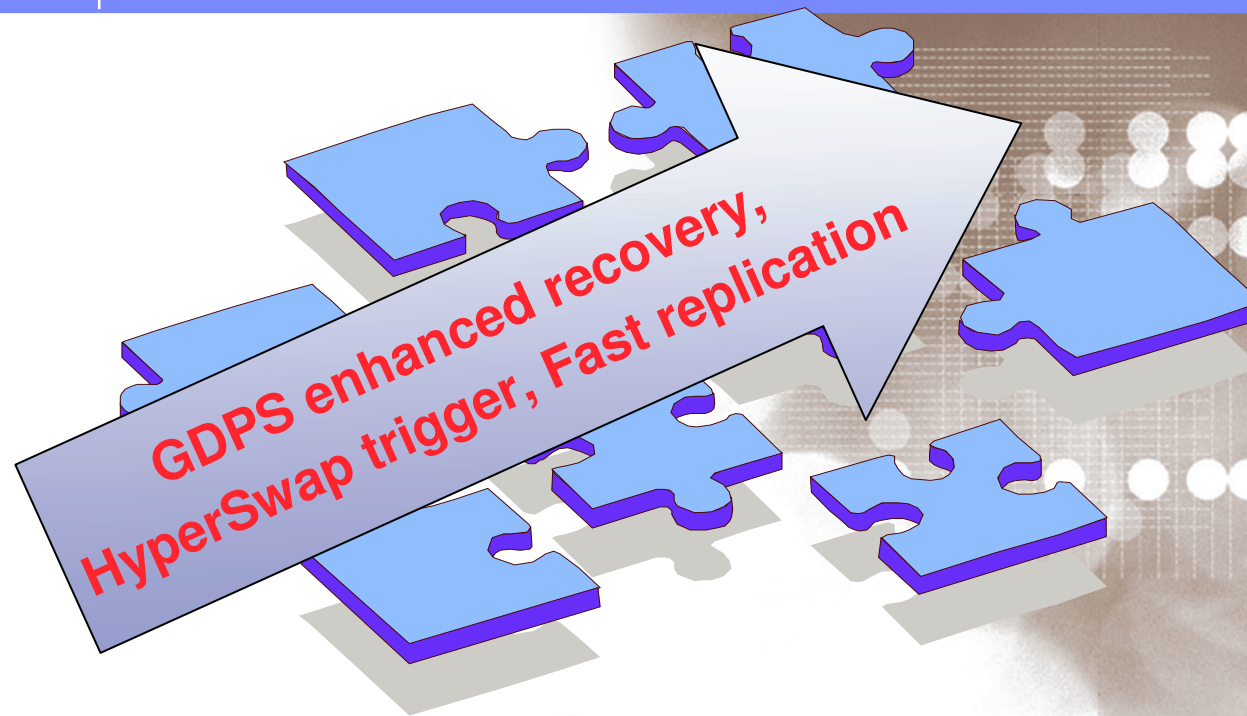 GDPS enhanced recovery,
HyperSwap trigger, Fast replication